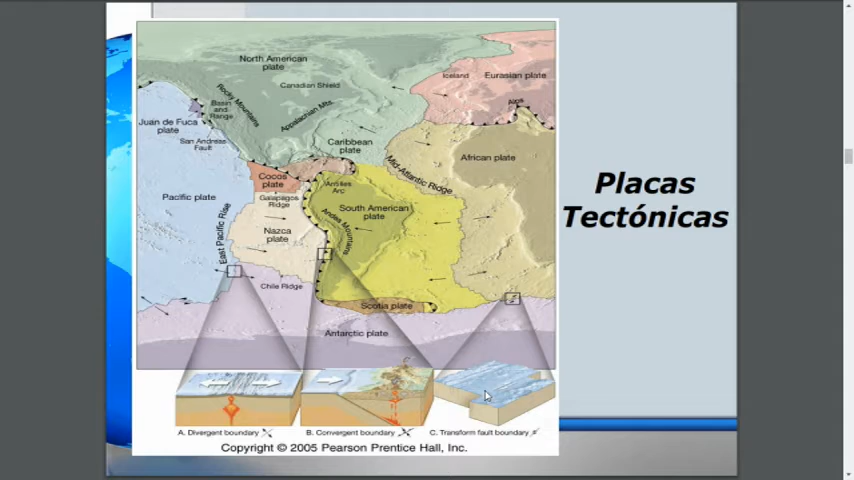 North American
plate
Canadian Shield
Iceland
Eurasian plate
Rocky Mountains
Basin
and
Range
Appalachian Mts.
Alps
Juan de Fuca
plate
San Andreas
Fault
Caribbean
plate
African plate
Mid-Atlantic Ridge
Cocos
plate
Antilles
Arc
Pacific plate
Galapagos
Ridge
South American
plate
Andes Mountains
East Pacific Rise
Nazca
plate
Chile Ridge
Scotia plate
Antarctic plate
A. Divergent boundary
B. Convergent boundary
C. Transform fault boundary
Copyright © 2005 Pearson Prentice Hall, Inc.
Placas
Tectónicas